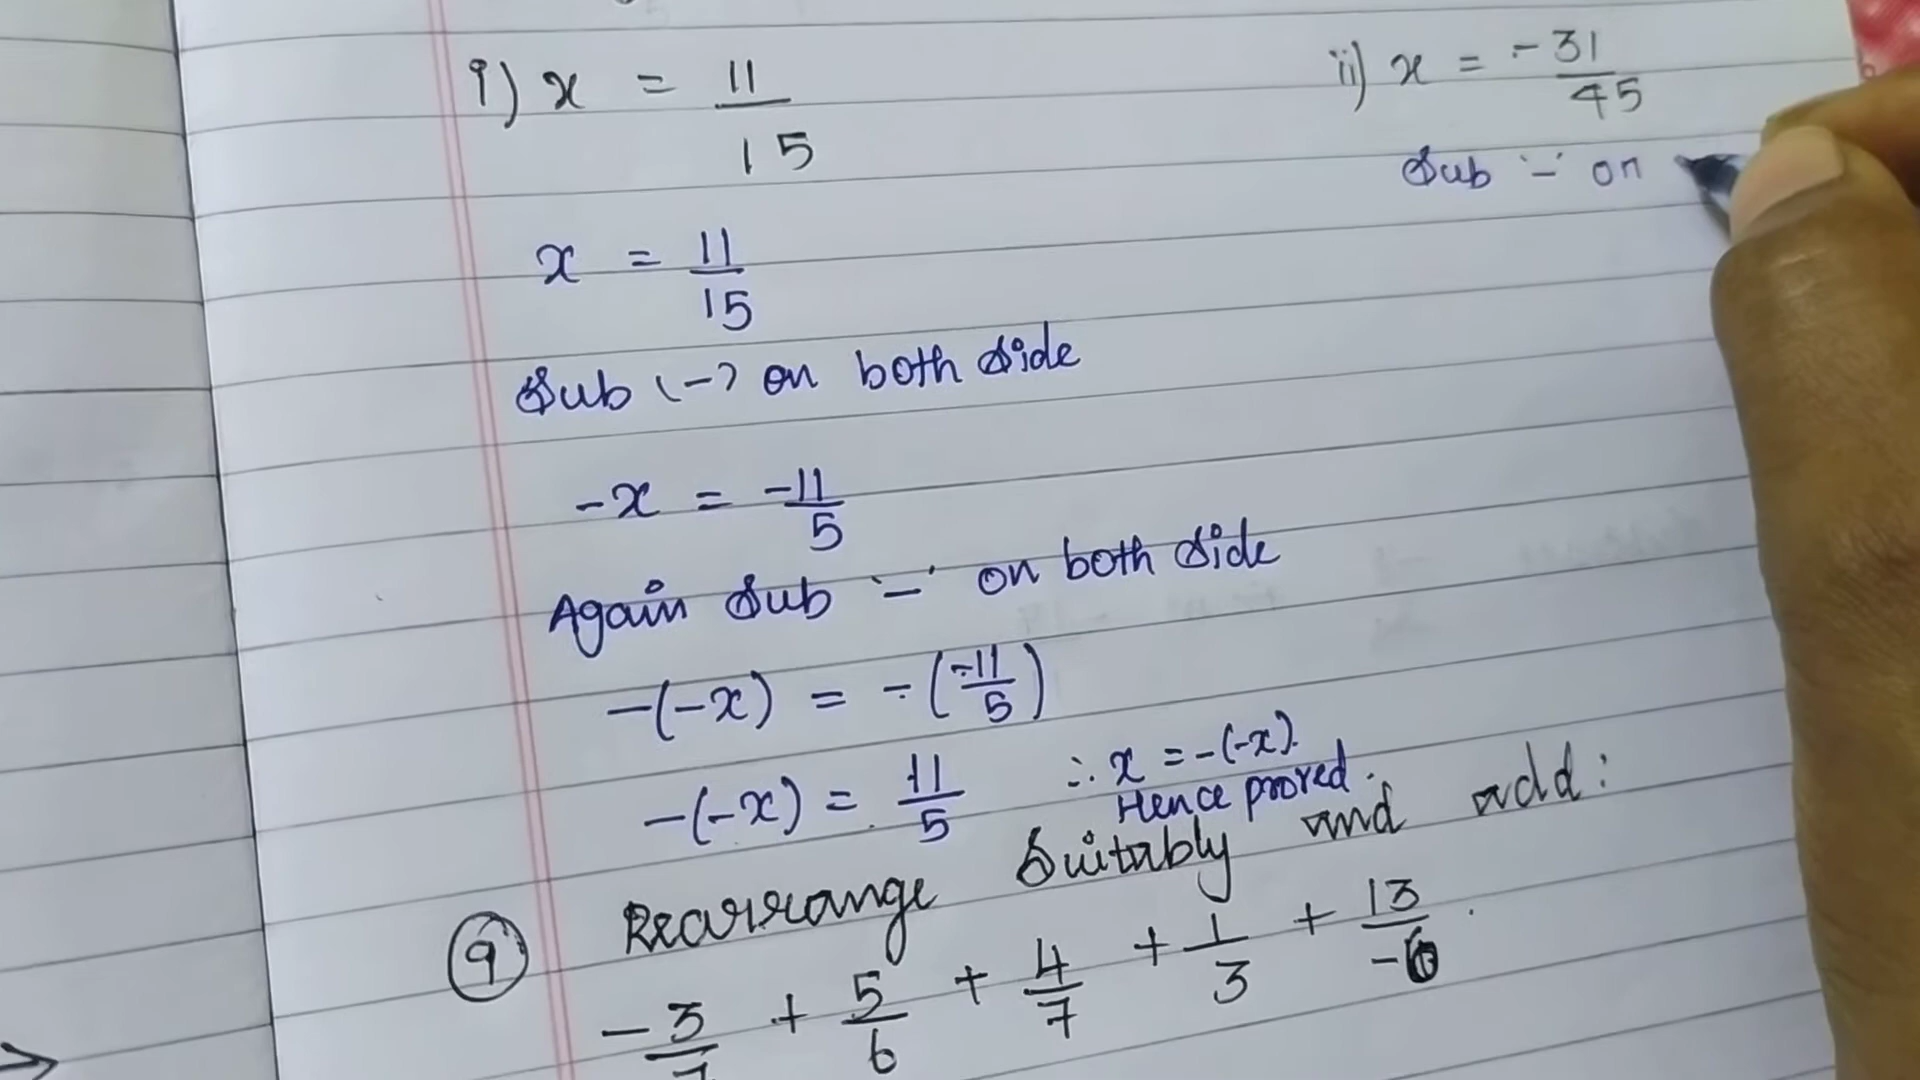 i) x = 11/15
x = 11/15
Sub (-) on both side
-x = -11/5
Again Sub '-' on both side
-(-x) = -(-11/5)
-(-x) = 11/5
∴ x = -(-x).
Hence proved.
ii) x = -31/45
Sub '-' on
9 Rearrange Suitably and add:
-3/7 + 5/6 + 4/7 + 1/3 + 13/-6.